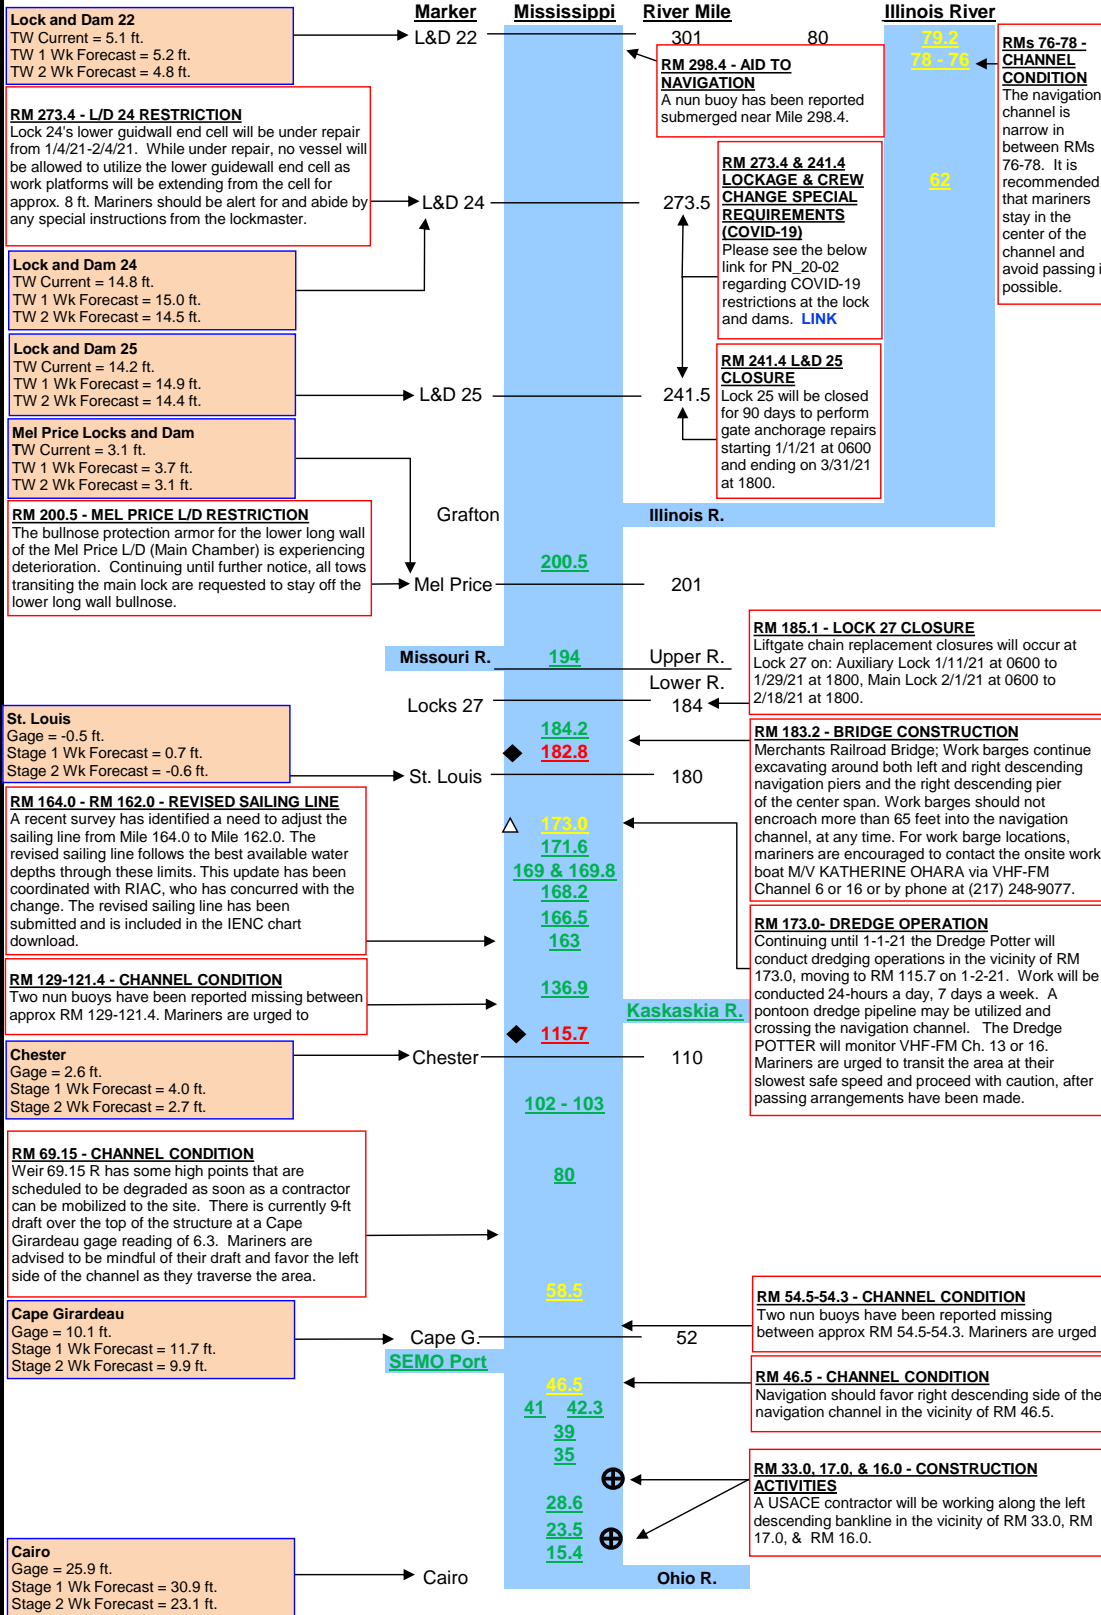 Marker Mississippi River Mile Illinois River
Lock and Dam 22
TW Current = 5.1 ft.
TW 1 Wk Forecast = 5.2 ft.
TW 2 Wk Forecast = 4.8 ft.
L&D 22 301 80 79.2
78 - 76
RM 298.4 - AID TO
NAVIGATION
A nun buoy has been reported
submerged near Mile 298.4.
RMs 76-78 -
CHANNEL
CONDITION
The navigation
channel is
narrow in
between RMs
76-78. It is
recommended
that mariners
stay in the
center of the
channel and
avoid passing i
possible.
RM 273.4 - L/D 24 RESTRICTION
Lock 24's lower guidwall end cell will be under repair
from 1/4/21-2/4/21. While under repair, no vessel will
be allowed to utilize the lower guidewall end cell as
work platforms will be extending from the cell for
approx. 8 ft. Mariners should be alert for and abide by
any special instructions from the lockmaster.
L&D 24 273.5
62
RM 273.4 & 241.4
LOCKAGE & CREW
CHANGE SPECIAL
REQUIREMENTS
(COVID-19)
Please see the below
link for PN_20-02
regarding COVID-19
restrictions at the lock
and dams. LINK
Lock and Dam 24
TW Current = 14.8 ft.
TW 1 Wk Forecast = 15.0 ft.
TW 2 Wk Forecast = 14.5 ft.
Lock and Dam 25
TW Current = 14.2 ft.
TW 1 Wk Forecast = 14.9 ft.
TW 2 Wk Forecast = 14.4 ft.
L&D 25 241.5
RM 241.4 L&D 25
CLOSURE
Lock 25 will be closed
for 90 days to perform
gate anchorage repairs
starting 1/1/21 at 0600
and ending on 3/31/21
at 1800.
Mel Price Locks and Dam
TW Current = 3.1 ft.
TW 1 Wk Forecast = 3.7 ft.
TW 2 Wk Forecast = 3.1 ft.
RM 200.5 - MEL PRICE L/D RESTRICTION
The bullnose protection armor for the lower long wall
of the Mel Price L/D (Main Chamber) is experiencing
deterioration. Continuing until further notice, all tows
transiting the main lock are requested to stay off the
lower long wall bullnose.
Grafton Illinois R.
200.5
Mel Price 201
Missouri R. 194 Upper R.
Lower R.
Locks 27 184
RM 185.1 - LOCK 27 CLOSURE
Liftgate chain replacement closures will occur at
Lock 27 on: Auxiliary Lock 1/11/21 at 0600 to
1/29/21 at 1800, Main Lock 2/1/21 at 0600 to
2/18/21 at 1800.
St. Louis
Gage = -0.5 ft.
Stage 1 Wk Forecast = 0.7 ft.
Stage 2 Wk Forecast = -0.6 ft.
184.2
182.8
St. Louis 180
RM 183.2 - BRIDGE CONSTRUCTION
Merchants Railroad Bridge; Work barges continue
excavating around both left and right descending
navigation piers and the right descending pier
of the center span. Work barges should not
encroach more than 65 feet into the navigation
channel, at any time. For work barge locations,
mariners are encouraged to contact the onsite work
boat M/V KATHERINE OHARA via VHF-FM
Channel 6 or 16 or by phone at (217) 248-9077.
RM 164.0 - RM 162.0 - REVISED SAILING LINE
A recent survey has identified a need to adjust the
sailing line from Mile 164.0 to Mile 162.0. The
revised sailing line follows the best available water
depths through these limits. This update has been
coordinated with RIAC, who has concurred with the
change. The revised sailing line has been
submitted and is included in the IENC chart
download.
173.0
171.6
169 & 169.8
168.2
166.5
163
RM 173.0- DREDGE OPERATION
Continuing until 1-1-21 the Dredge Potter will
conduct dredging operations in the vicinity of RM
173.0, moving to RM 115.7 on 1-2-21. Work will be
conducted 24-hours a day, 7 days a week. A
pontoon dredge pipeline may be utilized and
crossing the navigation channel. The Dredge
POTTER will monitor VHF-FM Ch. 13 or 16.
Mariners are urged to transit the area at their
slowest safe speed and proceed with caution, after
passing arrangements have been made.
RM 129-121.4 - CHANNEL CONDITION
Two nun buoys have been reported missing between
approx RM 129-121.4. Mariners are urged to
136.9
Kaskaskia R.
115.7
Chester
Gage = 2.6 ft.
Stage 1 Wk Forecast = 4.0 ft.
Stage 2 Wk Forecast = 2.7 ft.
Chester 110
102 - 103
RM 69.15 - CHANNEL CONDITION
Weir 69.15 R has some high points that are
scheduled to be degraded as soon as a contractor
can be mobilized to the site. There is currently 9-ft
draft over the top of the structure at a Cape
Girardeau gage reading of 6.3. Mariners are
advised to be mindful of their draft and favor the left
side of the channel as they traverse the area.
80
58.5
Cape Girardeau
Gage = 10.1 ft.
Stage 1 Wk Forecast = 11.7 ft.
Stage 2 Wk Forecast = 9.9 ft.
Cape G. 52
SEMO Port
RM 54.5-54.3 - CHANNEL CONDITION
Two nun buoys have been reported missing
between approx RM 54.5-54.3. Mariners are urged
46.5
41 42.3
39
35
RM 46.5 - CHANNEL CONDITION
Navigation should favor right descending side of the
navigation channel in the vicinity of RM 46.5.
28.6
23.5
15.4
RM 33.0, 17.0, & 16.0 - CONSTRUCTION
ACTIVITIES
A USACE contractor will be working along the left
descending bankline in the vicinity of RM 33.0, RM
17.0, & RM 16.0.
Cairo
Gage = 25.9 ft.
Stage 1 Wk Forecast = 30.9 ft.
Stage 2 Wk Forecast = 23.1 ft.
Cairo Ohio R.